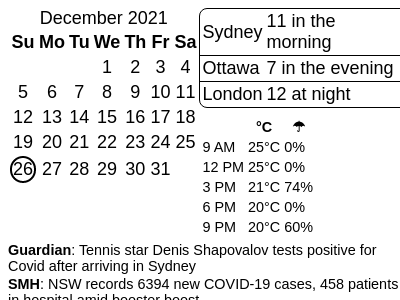 December 2021
Su Mo Tu We Th Fr Sa
1 2 3 4
5 6 7 8 9 10 11
12 13 14 15 16 17 18
19 20 21 22 23 24 25
26 27 28 29 30 31
Sydney 11 in the
morning
Ottawa 7 in the evening
London 12 at night
°C ☂
9 AM 25°C 0%
12 PM 25°C 0%
3 PM 21°C 74%
6 PM 20°C 0%
9 PM 20°C 60%
Guardian: Tennis star Denis Shapovalov tests positive for
Covid after arriving in Sydney
SMH: NSW records 6394 new COVID-19 cases, 458 patients
in hospital amid booster boost